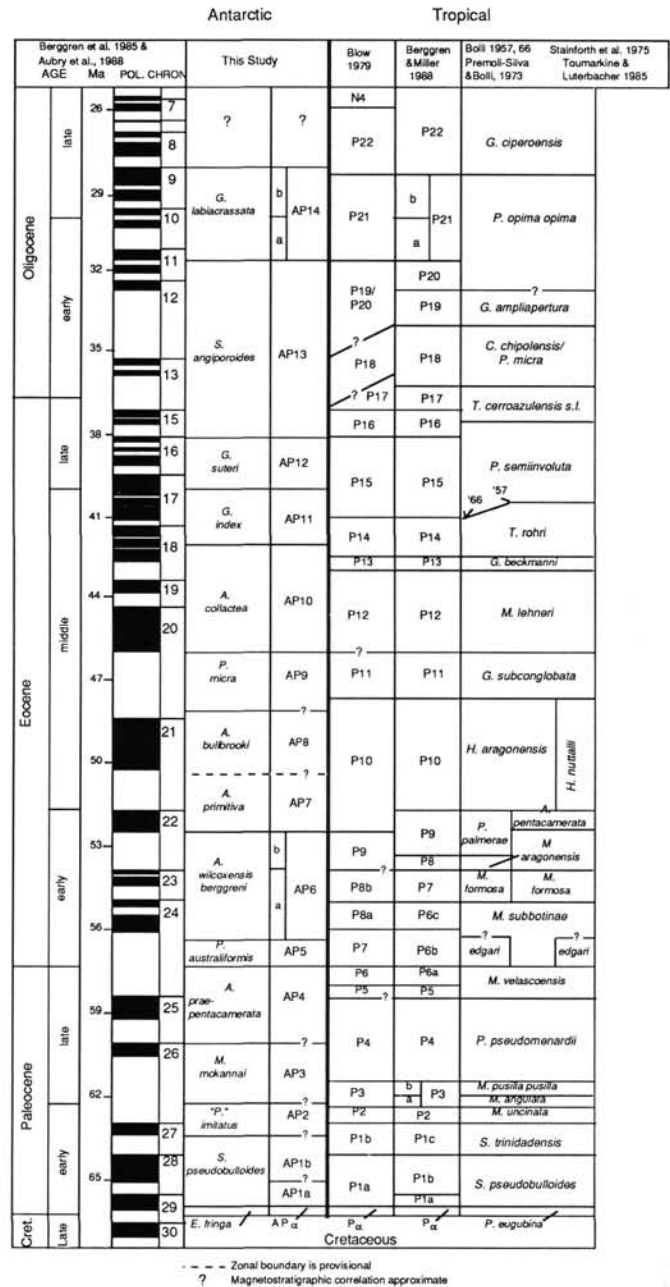 Antarctic Tropical
Berggren et al. 1985 &
Aubry et al., 1988
AGE Ma POL. CHRON
This Study
Blow
1979
Berggren
&Miller
1988
Bolli 1957, 66
Premoli-Silva
&Bolli, 1973
Stainforth et al. 1975
Toumarkine &
Luterbacher 1985
Oligocene
late
early
Eocene
late
middle
early
Paleocene
late
early
Cret.
Late
26
29
32
35
38
41
44
47
50
53
56
59
62
65
7
8
9
10
11
12
13
15
16
17
18
19
20
21
22
23
24
25
26
27
28
29
30
? ?
G.
labiacrassata
b
a
AP14
S.
angiporoides
AP13
G.
suteri
AP12
G.
index
AP11
A.
collactea
AP10
P.
micra
AP9
?
A.
bullbrooki
AP8
?
A.
primitiva
AP7
A.
wilcoxensis
berggreni
b
a
AP6
P.
australiformis
AP5
A.
prae-
pentacamerata
AP4
?
M.
mckannai
AP3
?
"P."
imitatus
AP2
?
S.
pseudobulloides
AP1b
?
AP1a
E. fringa
A P α
N4
P22
P21
P19/
P20
?
P18
? P17
P16
P15
P14
P13
P12
?
P11
P10
P9
?
P8b
P8a
P7
P6
P5
?
P4
P3
P2
P1b
P1a
Pα
P22
b
a
P21
P20
P19
P18
P17
P16
P15
P14
P13
P12
P11
P10
P9
P8
P7
P6c
P6b
P6a
P5
P4
b
a
P3
P2
P1c
P1b
P1a
Pα
G. ciperoensis
P. opima opima
?
G. ampliapertura
C. chipolensis/
P. micra
T. cerroazulensis s.l.
P. semiinvoluta
'66 '57
T. rohri
G. beckmanni
M. lehneri
G. subconglobata
H. aragonensis
H. nuttalli
A.
pentacamerata
P.
palmerae
M
aragonensis
M.
formosa
M.
formosa
M. subbotinae
? ?
edgari edgari
M. velascoensis
P. pseudomenardii
M. pusilla pusilla
M. angulata
M. uncinata
S. trinidadensis
S. pseudobulloides
P. eugubina
Cretaceous
- - - - Zonal boundary is provisional
? Magnetostratigraphic correlation approximate